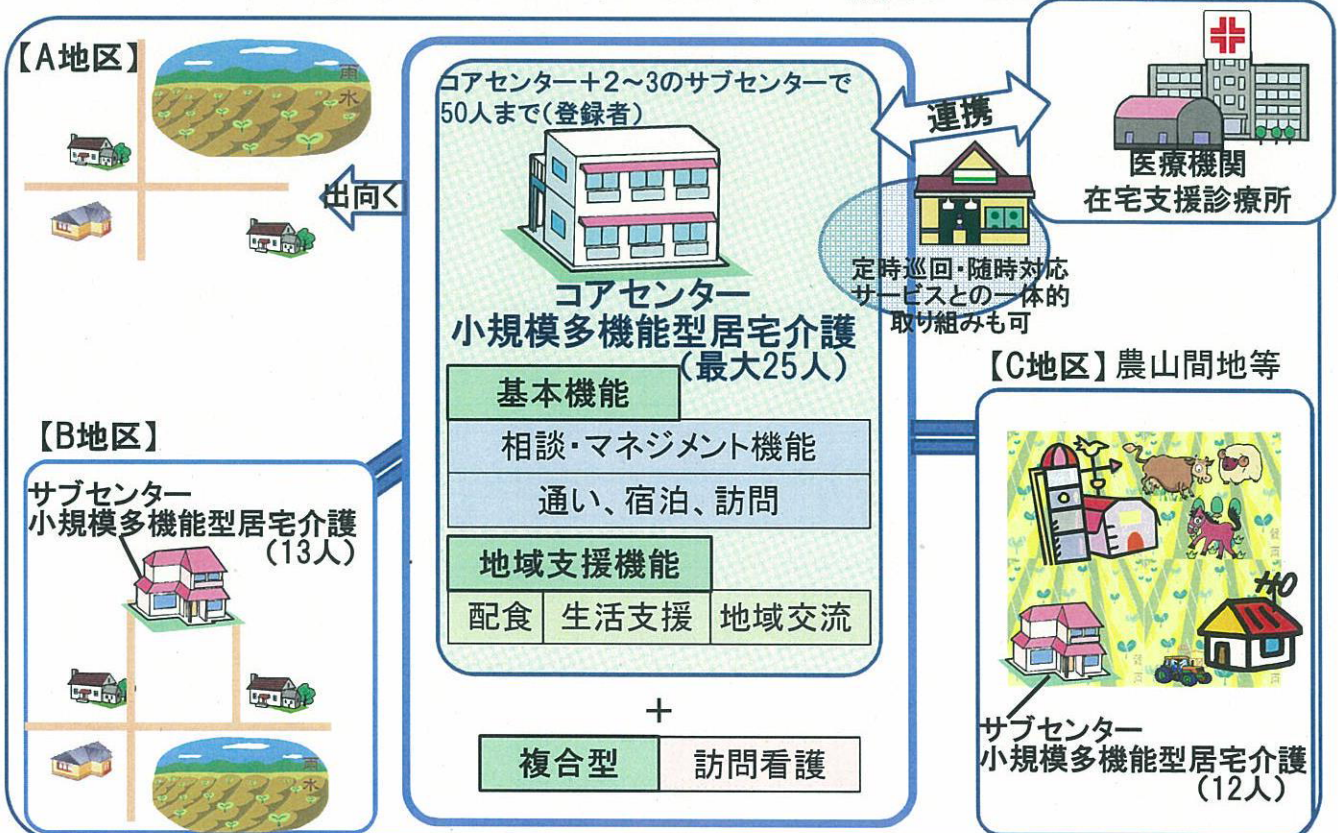 【A地区】
雨
水
出向く
コアセンター+2～3のサブセンターで
50人まで(登録者)
コアセンター
小規模多機能型居宅介護
(最大25人)
基本機能
相談・マネジメント機能
通い、宿泊、訪問
地域支援機能
配食 生活支援 地域交流
+
複合型 訪問看護
連携
医療機関
在宅支援診療所
定時巡回・随時対応
サービスとの一体的
取り組みも可
【B地区】
サブセンター
小規模多機能型居宅介護
(13人)
雨
水
【C地区】農山間地等
サブセンター
小規模多機能型居宅介護
(12人)